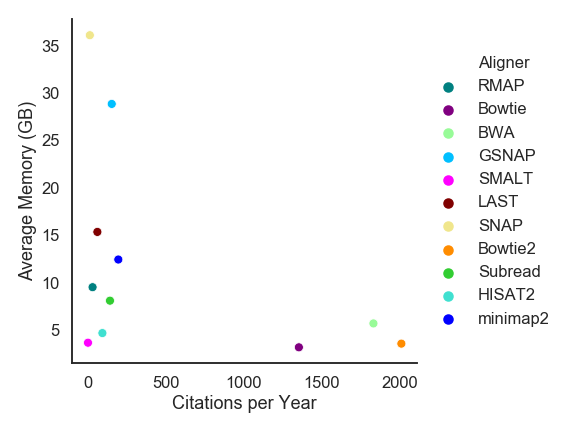 35
30
25
20
15
10
5
Average Memory (GB)
0
500
1000
1500
2000
Citations per Year
Aligner
RMAP
Bowtie
BWA
GSNAP
SMALT
LAST
SNAP
Bowtie2
Subread
HISAT2
minimap2